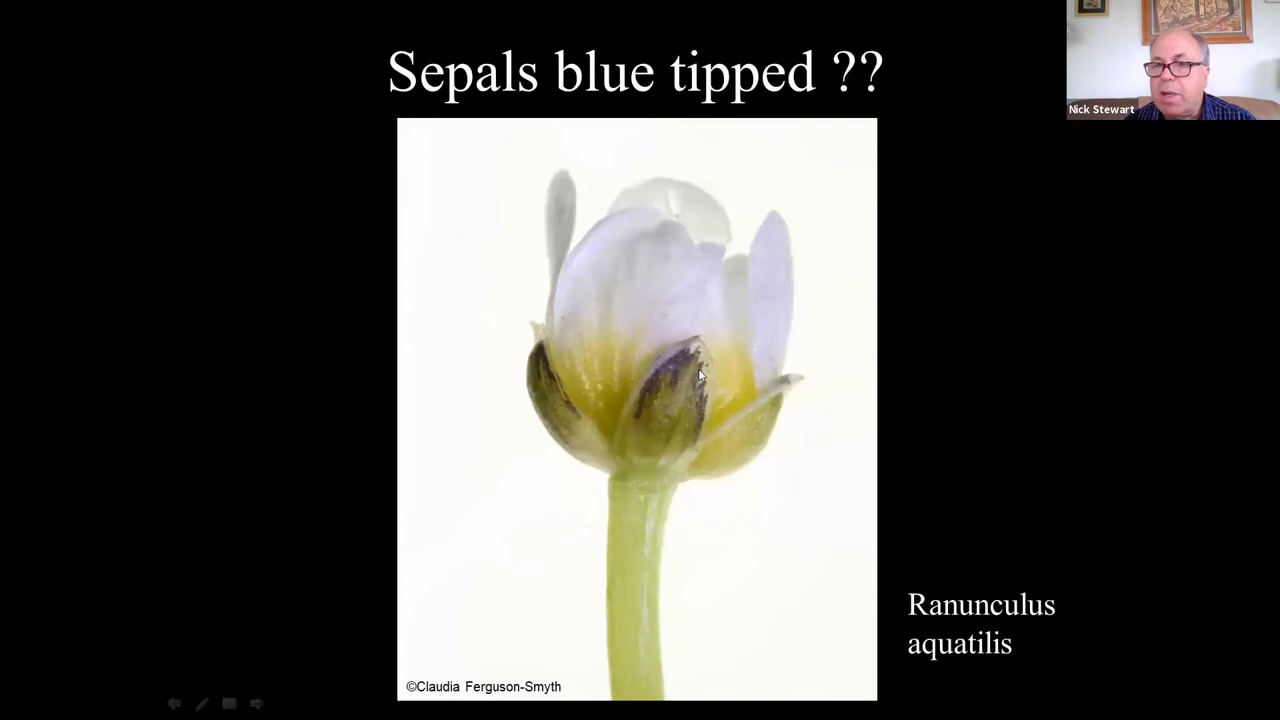 Sepals blue tipped ??
Nick Stewart
Ranunculus
aquatilis
©Claudia Ferguson-Smyth